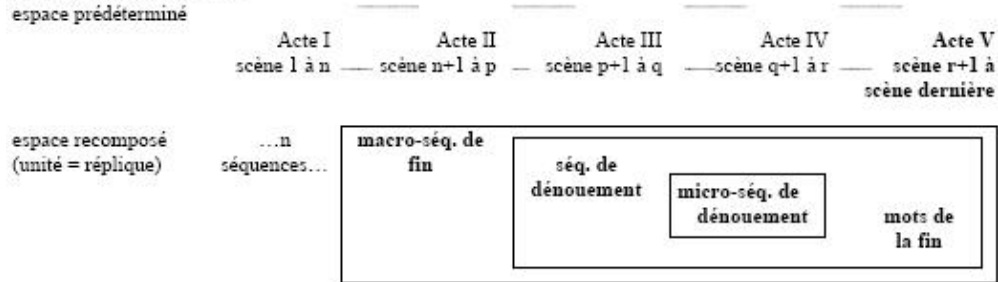 espace prédéterminé
Acte I Acte II Acte III Acte IV Acte V
scène 1 à n — scène n+1 à p — scène p+1 à q — scène q+1 à r — scène r+1 à
scène dernière
espace recomposé …n macro-séq. de
(unité = réplique) séquences… fin séq. de
dénouement micro-séq. de
dénouement mots de
la fin